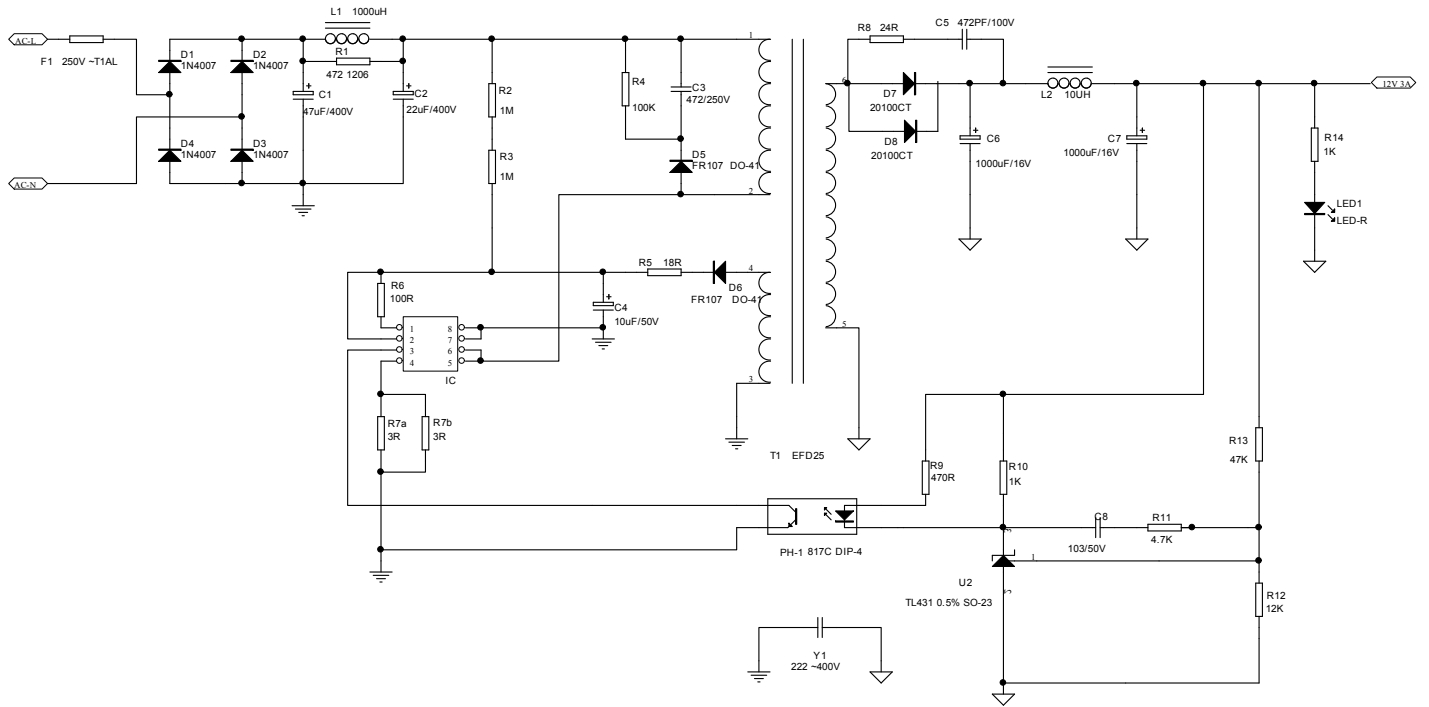 L1 1000uH
AC-L
F1 250V ~T1AL
D1
1N4007
D2
1N4007
R1
472 1206
C1
47uF/400V
C2
22uF/400V
D4
1N4007
D3
1N4007
AC-N
R2
1M
R3
1M
R4
100K
C3
472/250V
D5
FR107 DO-41
1
2
4
3
6
5
R8 24R
C5 472PF/100V
D7
20100CT
D8
20100CT
L2 10UH
12V 3A
C6
1000uF/16V
C7
1000uF/16V
R14
1K
LED1
LED-R
R5 18R
D6
FR107 DO-41
R6
100R
C4
10uF/50V
1
2
3
4
8
7
6
5
IC
R7a
3R
R7b
3R
T1 EFD25
R9
470R
R10
1K
R13
47K
PH-1 817C DIP-4
C8
103/50V
R11
4.7K
3
1
U2
TL431 0.5% SO-23
R12
12K
Y1
222 ~400V